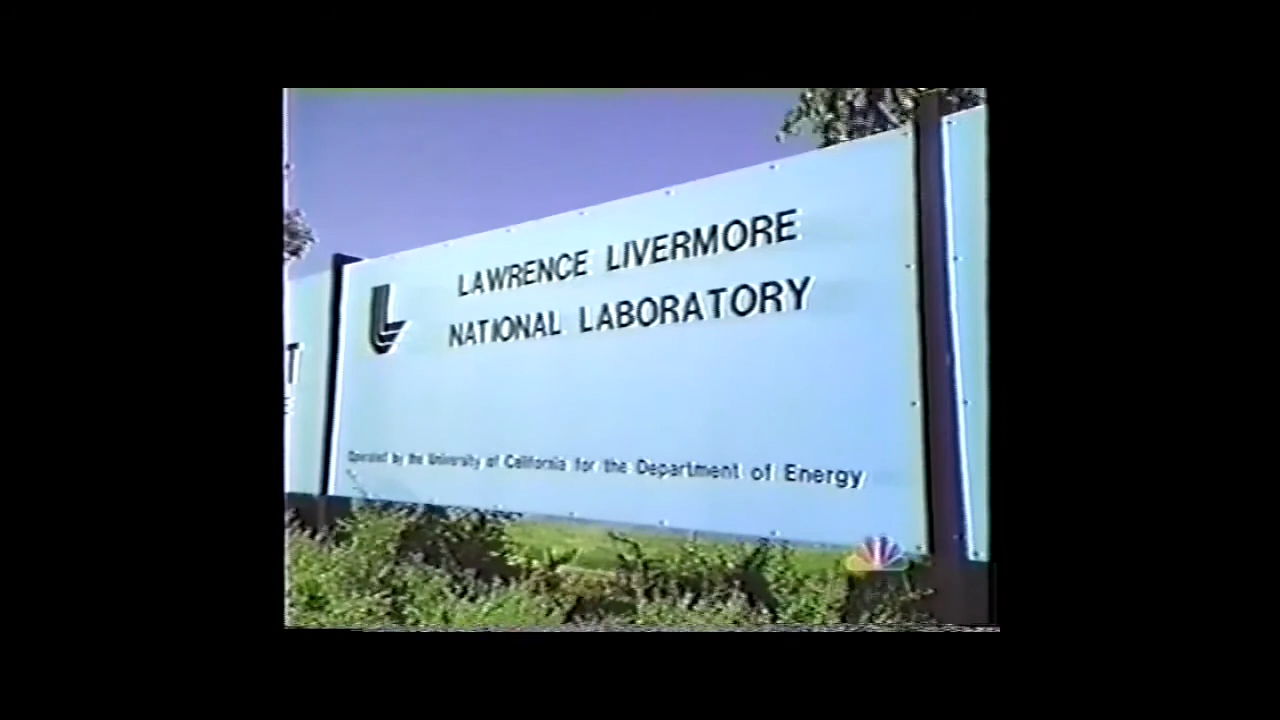 LAWRENCE LIVERMORE
NATIONAL LABORATORY
Operated by the University of California for the Department of Energy
T